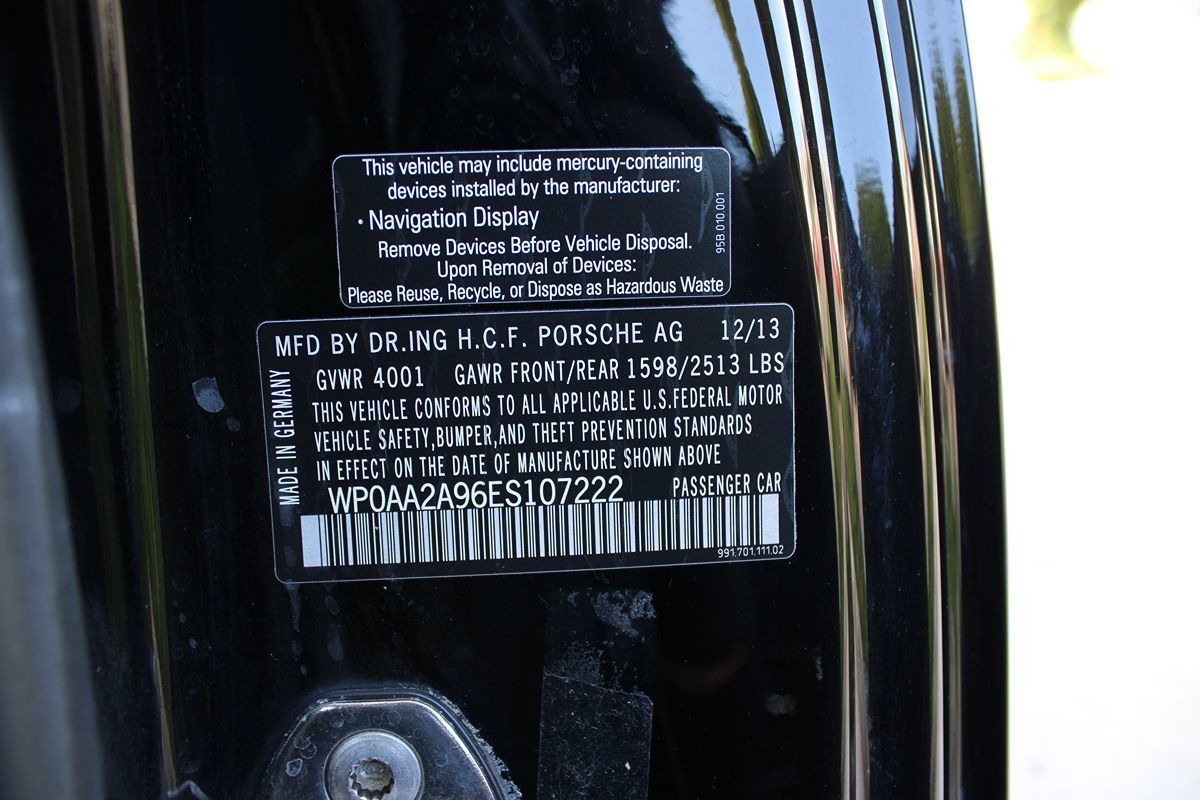 This vehicle may include mercury-containing
devices installed by the manufacturer:
· Navigation Display
Remove Devices Before Vehicle Disposal.
Upon Removal of Devices:
Please Reuse, Recycle, or Dispose as Hazardous Waste
95B.010.001
MFD BY DR.ING H.C.F. PORSCHE AG 12/13
GVWR 4001 GAWR FRONT/REAR 1598/2513 LBS
THIS VEHICLE CONFORMS TO ALL APPLICABLE U.S.FEDERAL MOTOR
VEHICLE SAFETY,BUMPER,AND THEFT PREVENTION STANDARDS
IN EFFECT ON THE DATE OF MANUFACTURE SHOWN ABOVE
WP0AA2A96ES107222 PASSENGER CAR
991.701.111.02
MADE IN GERMANY